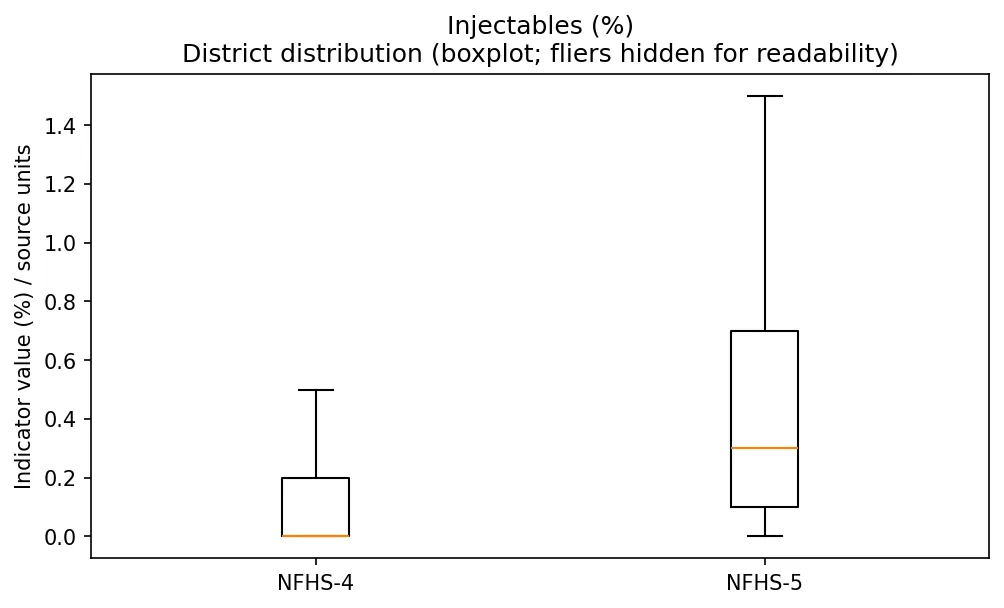 Injectables (%)
District distribution (boxplot; fliers hidden for readability)
Indicator value (%) / source units
1.4
1.2
1.0
0.8
0.6
0.4
0.2
0.0
NFHS-4
NFHS-5